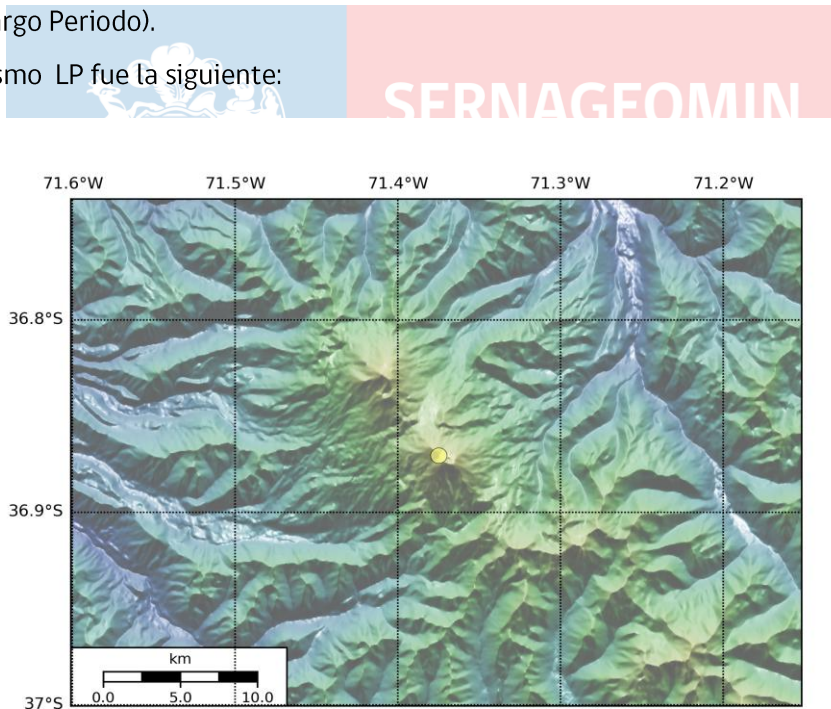 rgo Periodo).
smo LP fue la siguiente:
SERNAGEOMIN
71.6°W 71.5°W 71.4°W 71.3°W 71.2°W
36.8°S
36.9°S
37°S
km
0.0 5.0 10.0